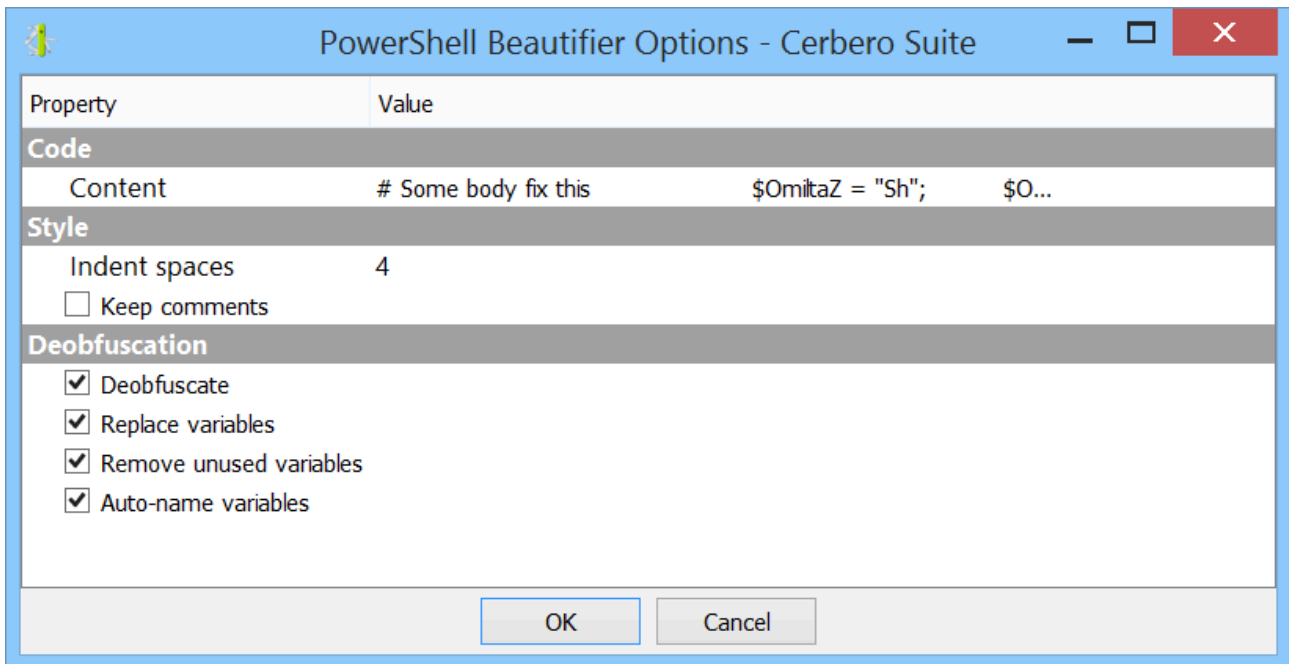 PowerShell Beautifier Options - Cerbero Suite
Property Value
Code
Content # Some body fix this $OmiltaZ = "Sh"; $O...
Style
Indent spaces 4
Keep comments
Deobfuscation
Deobfuscate
Replace variables
Remove unused variables
Auto-name variables
OK Cancel